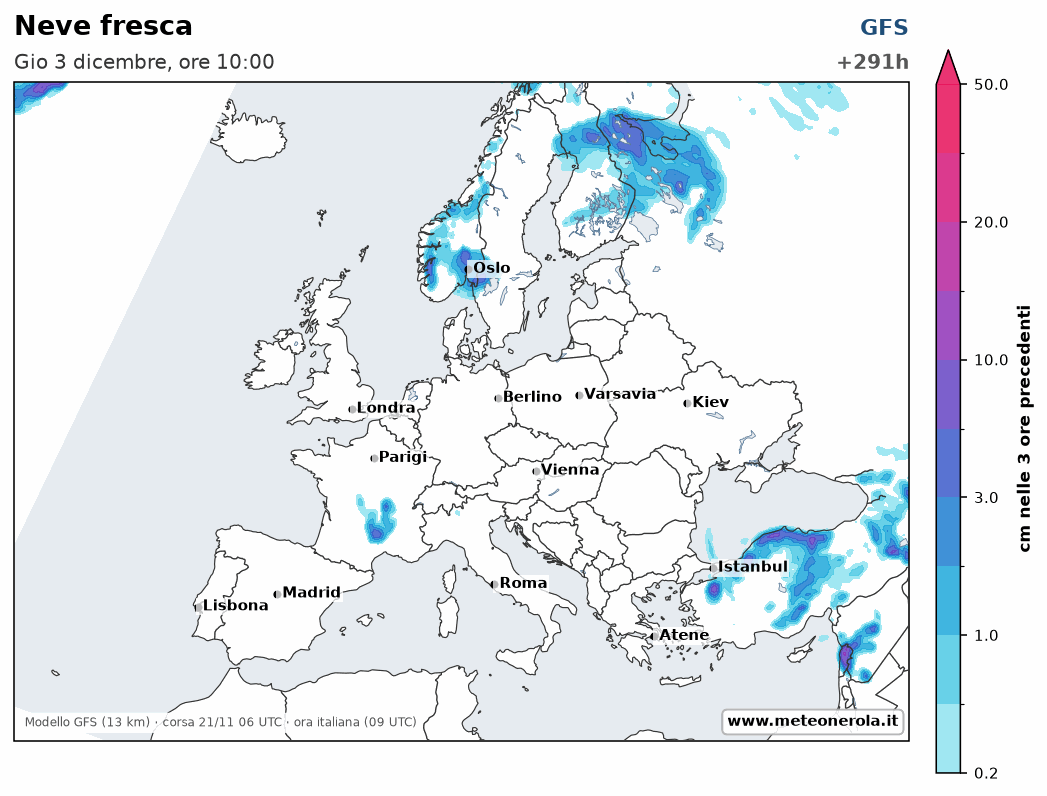 Neve fresca
GFS
Gio 3 dicembre, ore 10:00
+291h
50.0
20.0
10.0
3.0
1.0
0.2
cm nelle 3 ore precedenti
Oslo
Berlino
Varsavia
Kiev
Londra
Parigi
Vienna
Istanbul
Roma
Madrid
Lisbona
Atene
Modello GFS (13 km) · corsa 21/11 06 UTC · ora italiana (09 UTC)
www.meteonerola.it